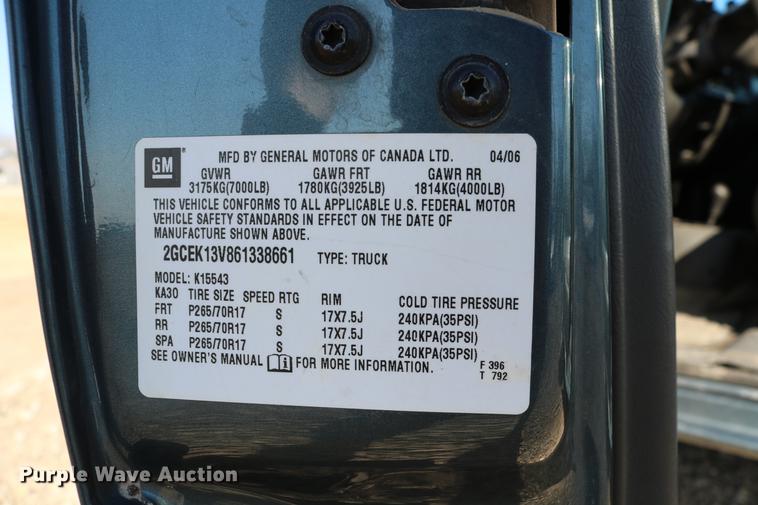 GM
MFD BY GENERAL MOTORS OF CANADA LTD. 04/06
GVWR GAWR FRT GAWR RR
3175KG(7000LB) 1780KG(3925LB) 1814KG(4000LB)
THIS VEHICLE CONFORMS TO ALL APPLICABLE U.S. FEDERAL MOTOR
VEHICLE SAFETY STANDARDS IN EFFECT ON THE DATE OF
MANUFACTURE SHOWN ABOVE.
2GCEK13V861338661 TYPE: TRUCK
MODEL: K15543
KA30 TIRE SIZE SPEED RTG RIM COLD TIRE PRESSURE
FRT P265/70R17 S 17X7.5J 240KPA(35PSI)
RR P265/70R17 S 17X7.5J 240KPA(35PSI)
SPA P265/70R17 S 17X7.5J 240KPA(35PSI)
SEE OWNER'S MANUAL FOR MORE INFORMATION.
F 396
T 792
Purple Wave Auction